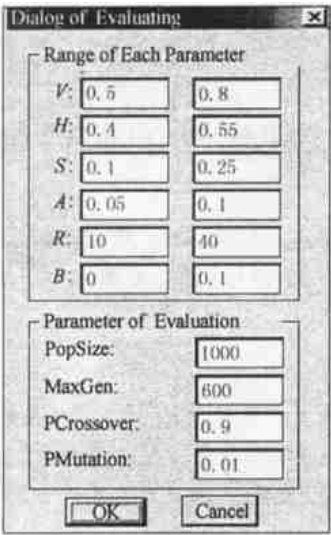 Dialog of Evaluating
Range of Each Parameter
V: 0. 5 0. 8
H: 0. 4 0. 55
S: 0. 1 0. 25
A: 0. 05 0. 1
R: 10 40
B: 0 0. 1
Parameter of Evaluation
PopSize: 1000
MaxGen: 600
PCrossover: 0. 9
PMutation: 0. 01
OK Cancel